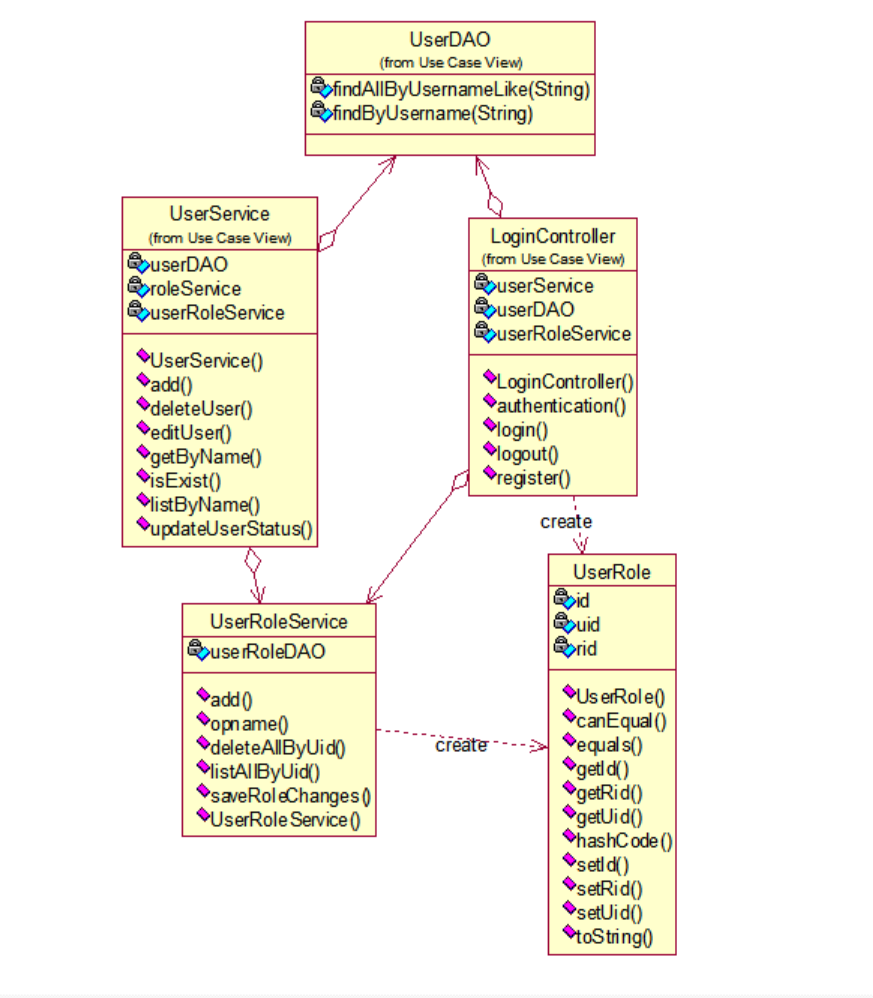 UserDAO
(from Use Case View)
findAllByUsernameLike(String)
findByUsername(String)
UserService
(from Use Case View)
userDAO
roleService
userRoleService
UserService()
add()
deleteUser()
editUser()
getByName()
isExist()
listByName()
updateUserStatus()
LoginController
(from Use Case View)
userService
userDAO
userRoleService
LoginController()
authentication()
login()
logout()
register()
create
UserRoleService
userRoleDAO
add()
opname()
deleteAllByUid()
listAllByUid()
saveRoleChanges()
UserRoleService()
create
UserRole
id
uid
rid
UserRole()
canEqual()
equals()
getId()
getRid()
getUid()
hashCode()
setId()
setRid()
setUid()
toString()